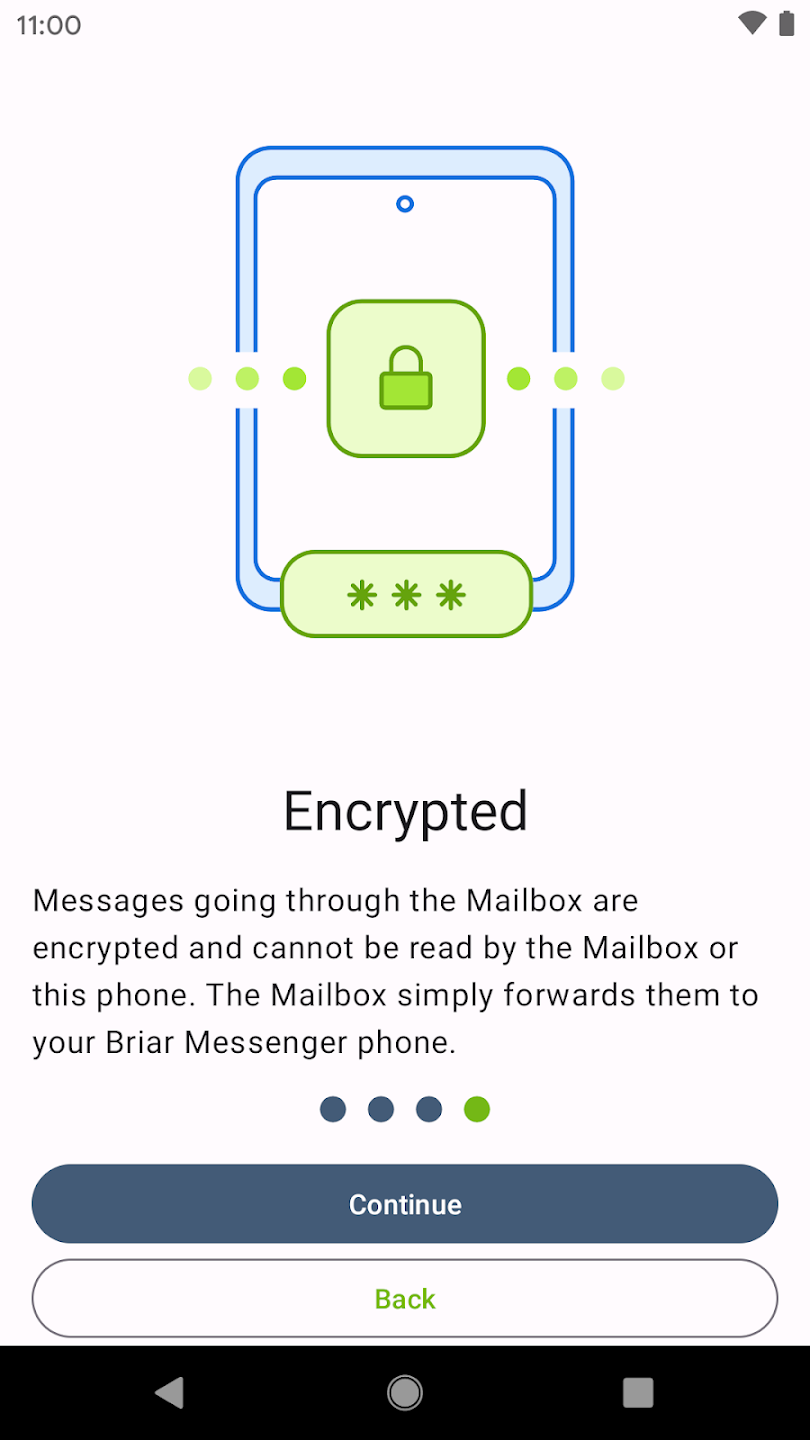 11:00
***
Encrypted
Messages going through the Mailbox are
encrypted and cannot be read by the Mailbox or
this phone. The Mailbox simply forwards them to
your Briar Messenger phone.
Continue
Back